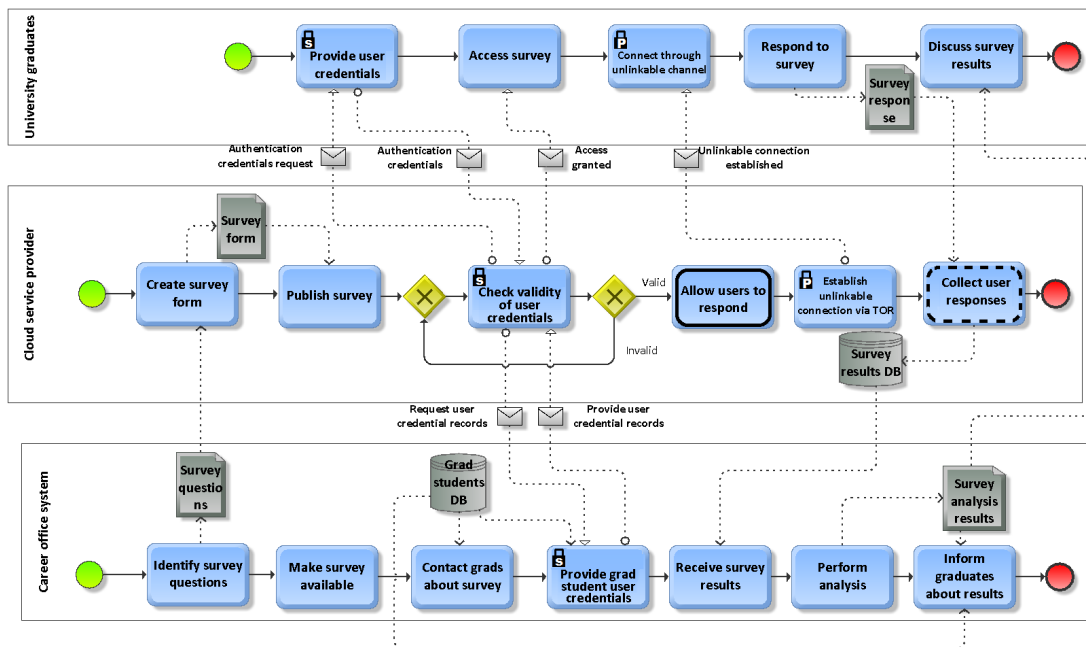 University graduates
S
Provide user
credentials
Access survey
P
Connect through
unlinkable channel
Respond to
survey
Survey
respon
se
Discuss survey
results
Authentication
credentials request
Authentication
credentials
Access
granted
Unlinkable connection
established
Cloud service provider
Survey
form
Create survey
form
Publish survey
S
Check validity
of user
credentials
Valid
Invalid
Allow users to
respond
P
Establish
unlinkable
connection via TOR
Collect user
responses
Survey
results DB
Request user
credential records
Provide user
credential records
Career office system
Survey
questio
ns
Grad
students
DB
Survey
analysis
results
Identify survey
questions
Make survey
available
Contact grads
about survey
S
Provide grad
student user
credentials
Receive survey
results
Perform
analysis
Inform
graduates
about results